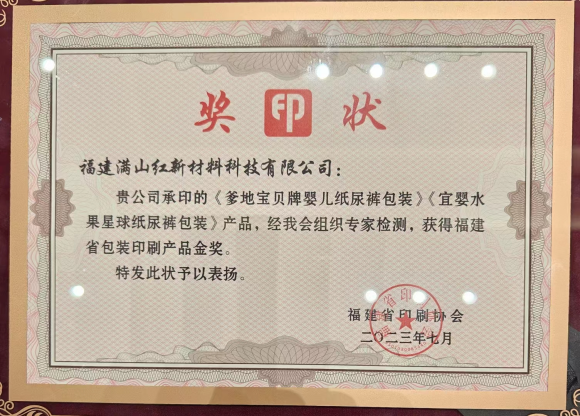 奖 FP 状
福建满山红新材料科技有限公司：
贵公司承印的《爹地宝贝牌婴儿纸尿裤包装》《宜婴水
果星球纸尿裤包装》产品，经我会组织专家检测，获得福建
省包装印刷产品金奖。
特发此状予以表扬。
福建省印刷协会
二〇二三年七月